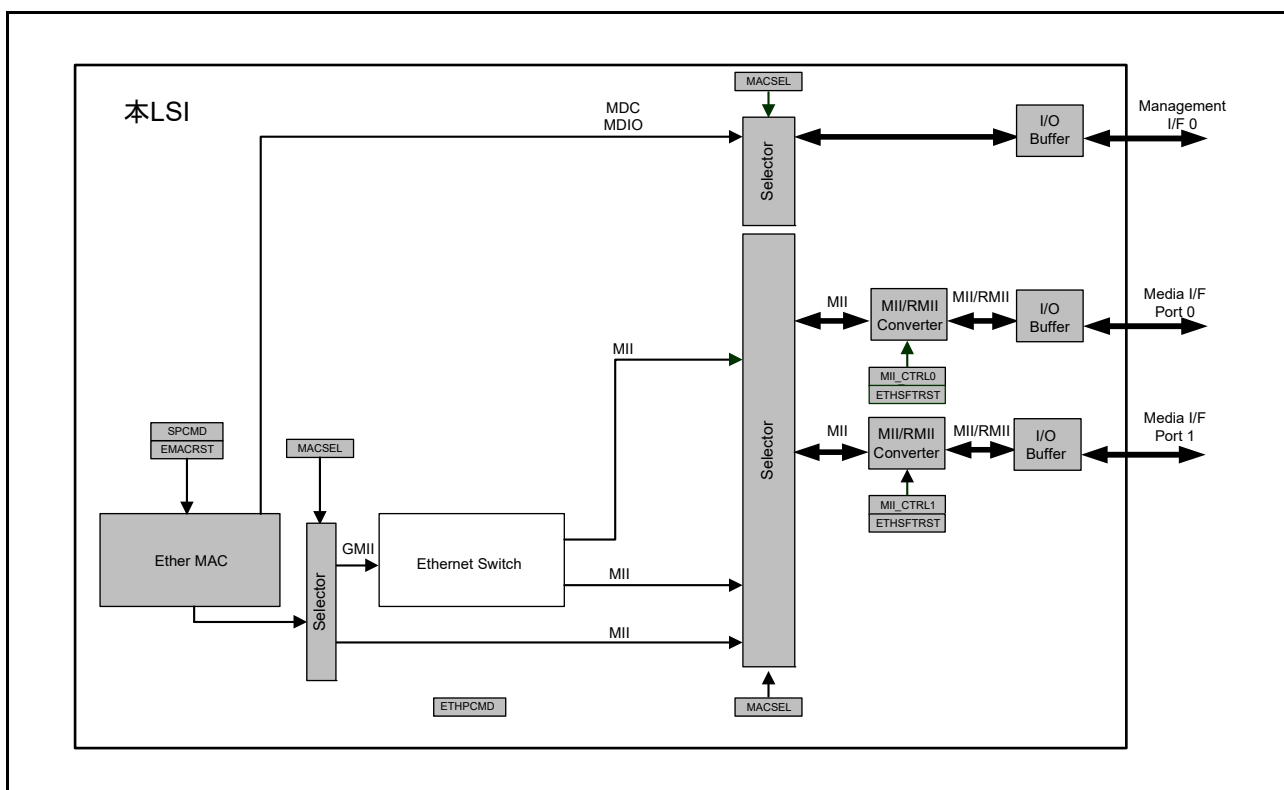 MACSEL
本LSI
MDC
MDIO
Selector
I/O
Buffer
Management
I/F 0
MII
MII/RMII
Converter
MII/RMII
I/O
Buffer
Media I/F
Port 0
MII_CTRL0
ETHSFTRST
MII
Selector
MII
MII/RMII
Converter
MII/RMII
I/O
Buffer
Media I/F
Port 1
MII_CTRL1
ETHSFTRST
SPCMD
EMACRST
MACSEL
Ether MAC
Selector
GMII
Ethernet Switch
MII
MII
ETHPCMD
MACSEL